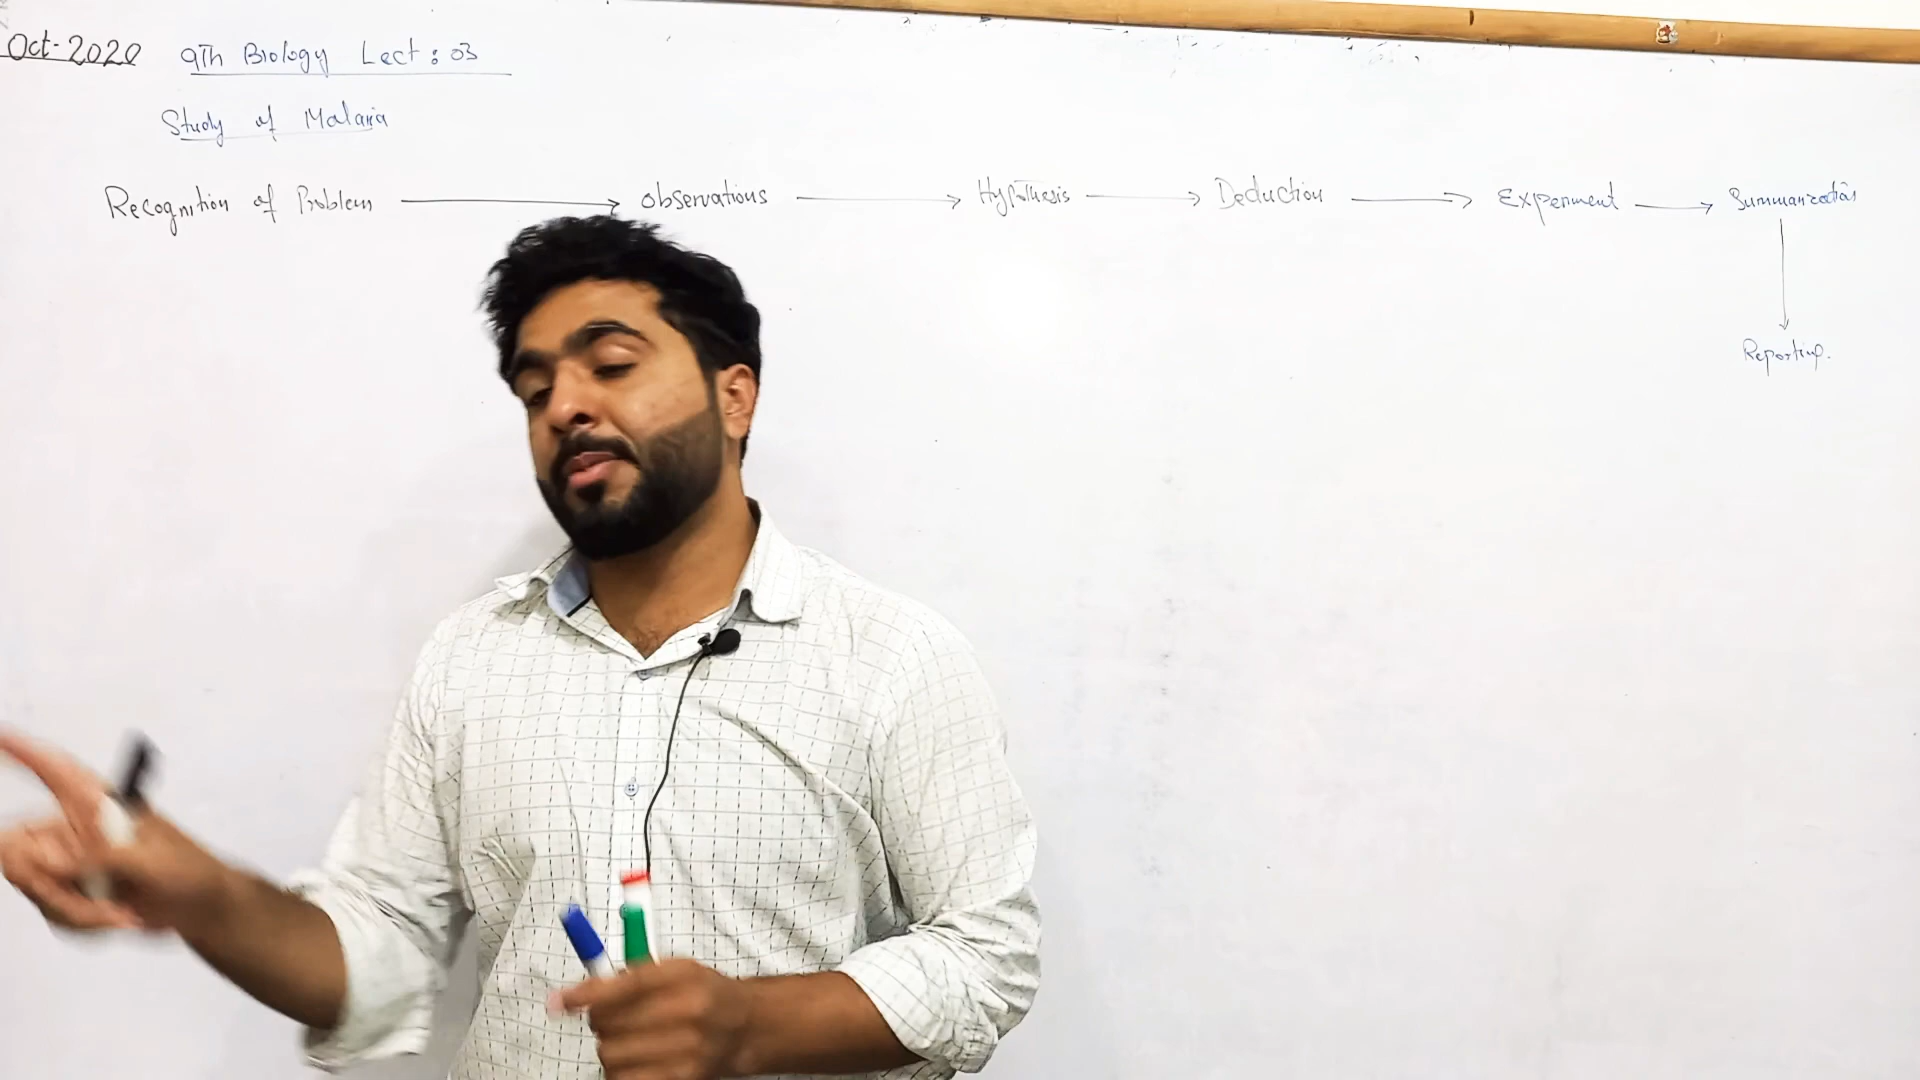 Oct-2020 9Th Biology Lect: 03
Study of Malaria
Recognition of Problem → Observations → Hypothesis → Deduction → Experiment → Summarization
Reporting.